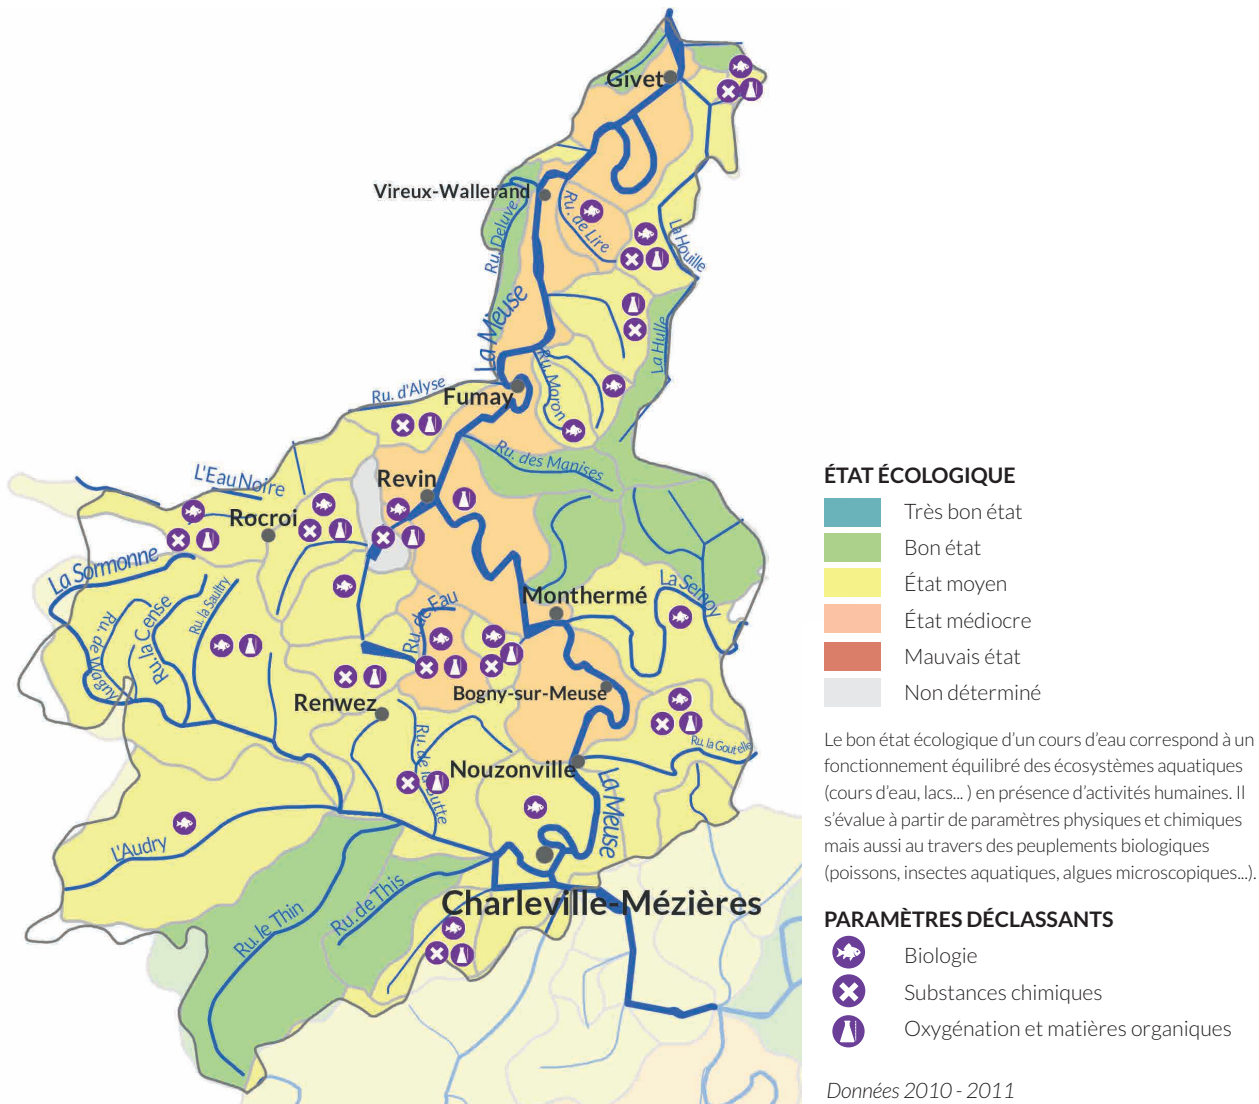 Givet
Vireux-Wallerand
Ru. Deluve
Ru. de Lire
La Houille
La Meuse
La Hulle
Ru. Moron
Ru. d'Alyse
Fumay
Ru. des Manises
L'Eau Noire
Revin
Rocroi
La Sormonne
Ru. la Saultry
Ru. la Cense
Ru. de
Ru. de Eau
Monthermé
La Semoy
Bogny-sur-Meuse
Renwez
Ru. de la Gutte
Nouzonville
Ru. la Goutelle
La Meuse
L'Audry
Ru. le Thin
Ru. de This
Charleville-Mézières
ÉTAT ÉCOLOGIQUE
Très bon état
Bon état
État moyen
État médiocre
Mauvais état
Non déterminé
Le bon état écologique d'un cours d'eau correspond à un
fonctionnement équilibré des écosystèmes aquatiques
(cours d'eau, lacs... ) en présence d'activités humaines. Il
s'évalue à partir de paramètres physiques et chimiques
mais aussi au travers des peuplements biologiques
(poissons, insectes aquatiques, algues microscopiques...).
PARAMÈTRES DÉCLASSANTS
Biologie
Substances chimiques
Oxygénation et matières organiques
Données 2010 - 2011